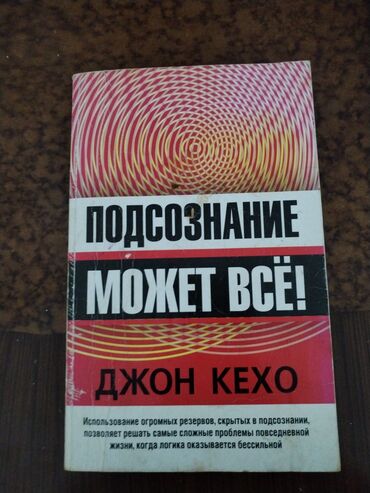 ПОДСОЗНАНИЕ
МОЖЕТ ВСЁ!
ДЖОН КЕХО
Использование огромных резервов, скрытых в подсознании,
позволяет решать самые сложные проблемы повседневной
жизни, когда логика оказывается бессильной